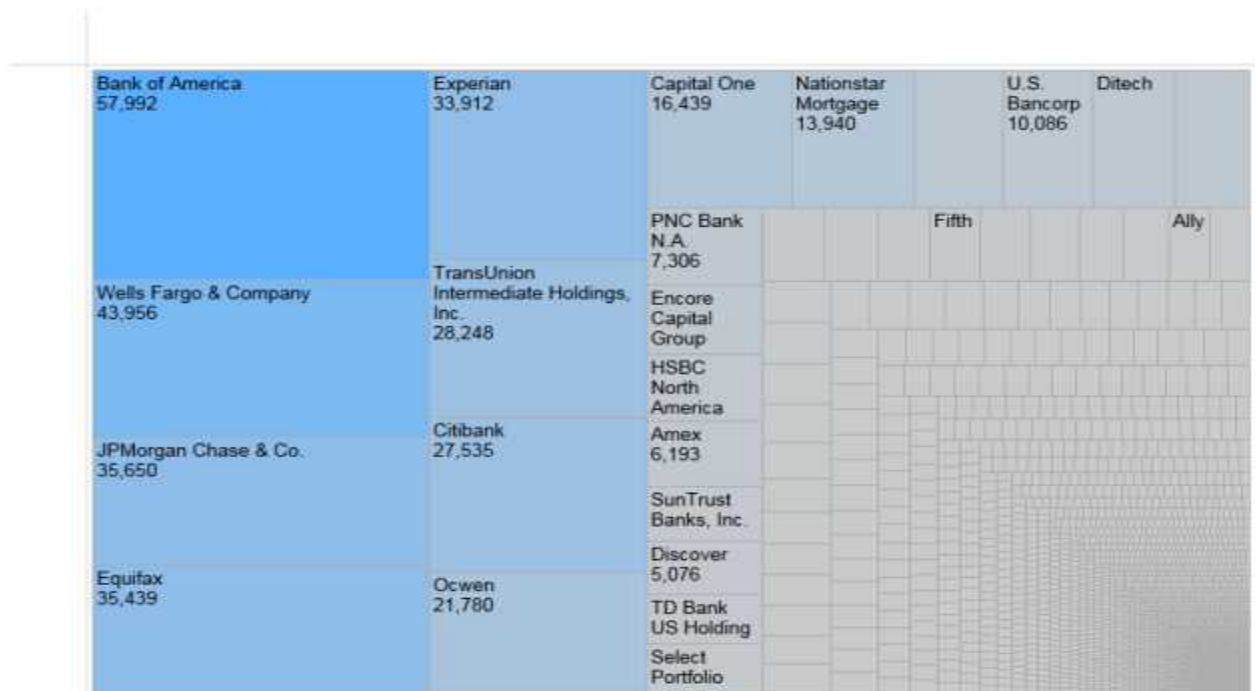 Bank of America
57,992
Wells Fargo & Company
43,956
JPMorgan Chase & Co.
35,650
Equifax
35,439
Experian
33,912
TransUnion
Intermediate Holdings,
Inc.
28,248
Citibank
27,535
Ocwen
21,780
Capital One
16,439
Nationstar
Mortgage
13,940
U.S.
Bancorp
10,086
Ditech
PNC Bank
N.A.
7,306
Encore
Capital
Group
HSBC
North
America
Amex
6,193
SunTrust
Banks, Inc.
Discover
5,076
TD Bank
US Holding
Select
Portfolio
Fifth
Ally